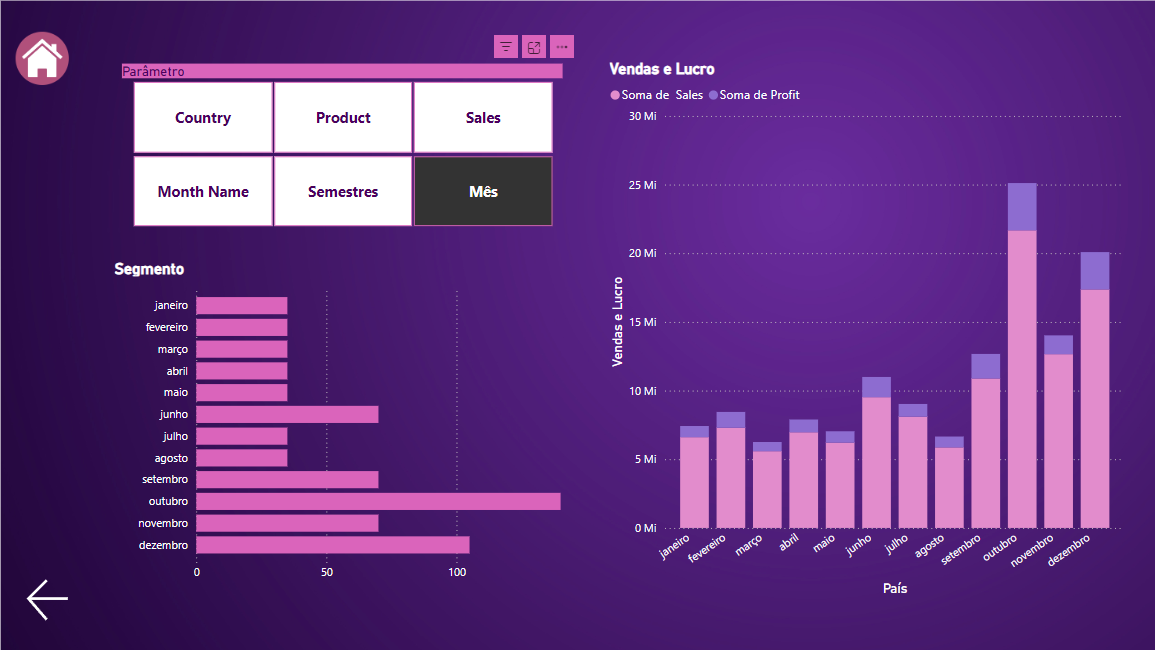 Parâmetro
Country
Product
Sales
Month Name
Semestres
Mês
Segmento
janeiro
fevereiro
março
abril
maio
junho
julho
agosto
setembro
outubro
novembro
dezembro
0
50
100
Vendas e Lucro
Soma de  Sales
Soma de Profit
30 Mi
25 Mi
20 Mi
15 Mi
10 Mi
5 Mi
0 Mi
Vendas e Lucro
janeiro
fevereiro
março
abril
maio
junho
julho
agosto
setembro
outubro
novembro
dezembro
País